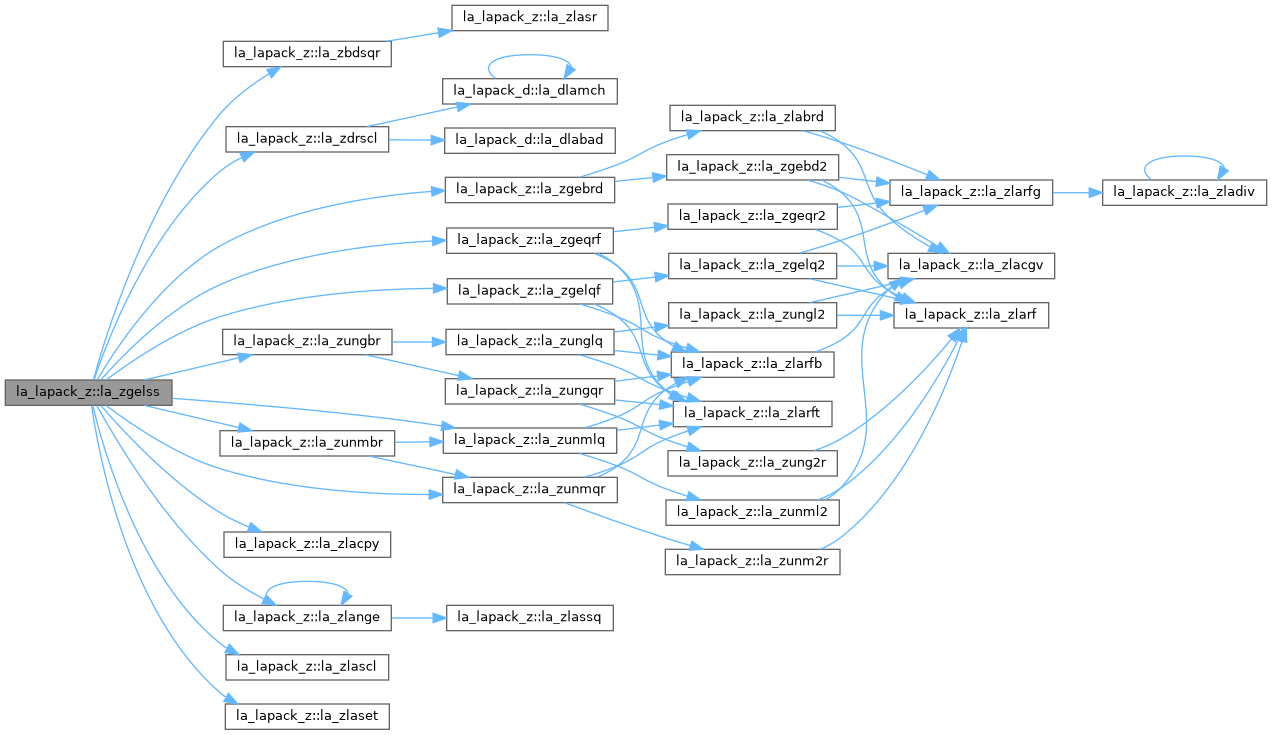 la_lapack_z::la_zgelss
la_lapack_z::la_zbdsqr
la_lapack_z::la_zlasr
la_lapack_z::la_zdrscl
la_lapack_d::la_dlamch
la_lapack_d::la_dlabad
la_lapack_z::la_zgebrd
la_lapack_z::la_zlabrd
la_lapack_z::la_zgebd2
la_lapack_z::la_zlarfg
la_lapack_z::la_zladiv
la_lapack_z::la_zgeqrf
la_lapack_z::la_zgeqr2
la_lapack_z::la_zgelqf
la_lapack_z::la_zgelq2
la_lapack_z::la_zlacgv
la_lapack_z::la_zungbr
la_lapack_z::la_zunglq
la_lapack_z::la_zungl2
la_lapack_z::la_zlarf
la_lapack_z::la_zlarfb
la_lapack_z::la_zungqr
la_lapack_z::la_zlarft
la_lapack_z::la_zunmbr
la_lapack_z::la_zunmlq
la_lapack_z::la_zung2r
la_lapack_z::la_zunmqr
la_lapack_z::la_zunml2
la_lapack_z::la_zunm2r
la_lapack_z::la_zlacpy
la_lapack_z::la_zlange
la_lapack_z::la_zlassq
la_lapack_z::la_zlascl
la_lapack_z::la_zlaset